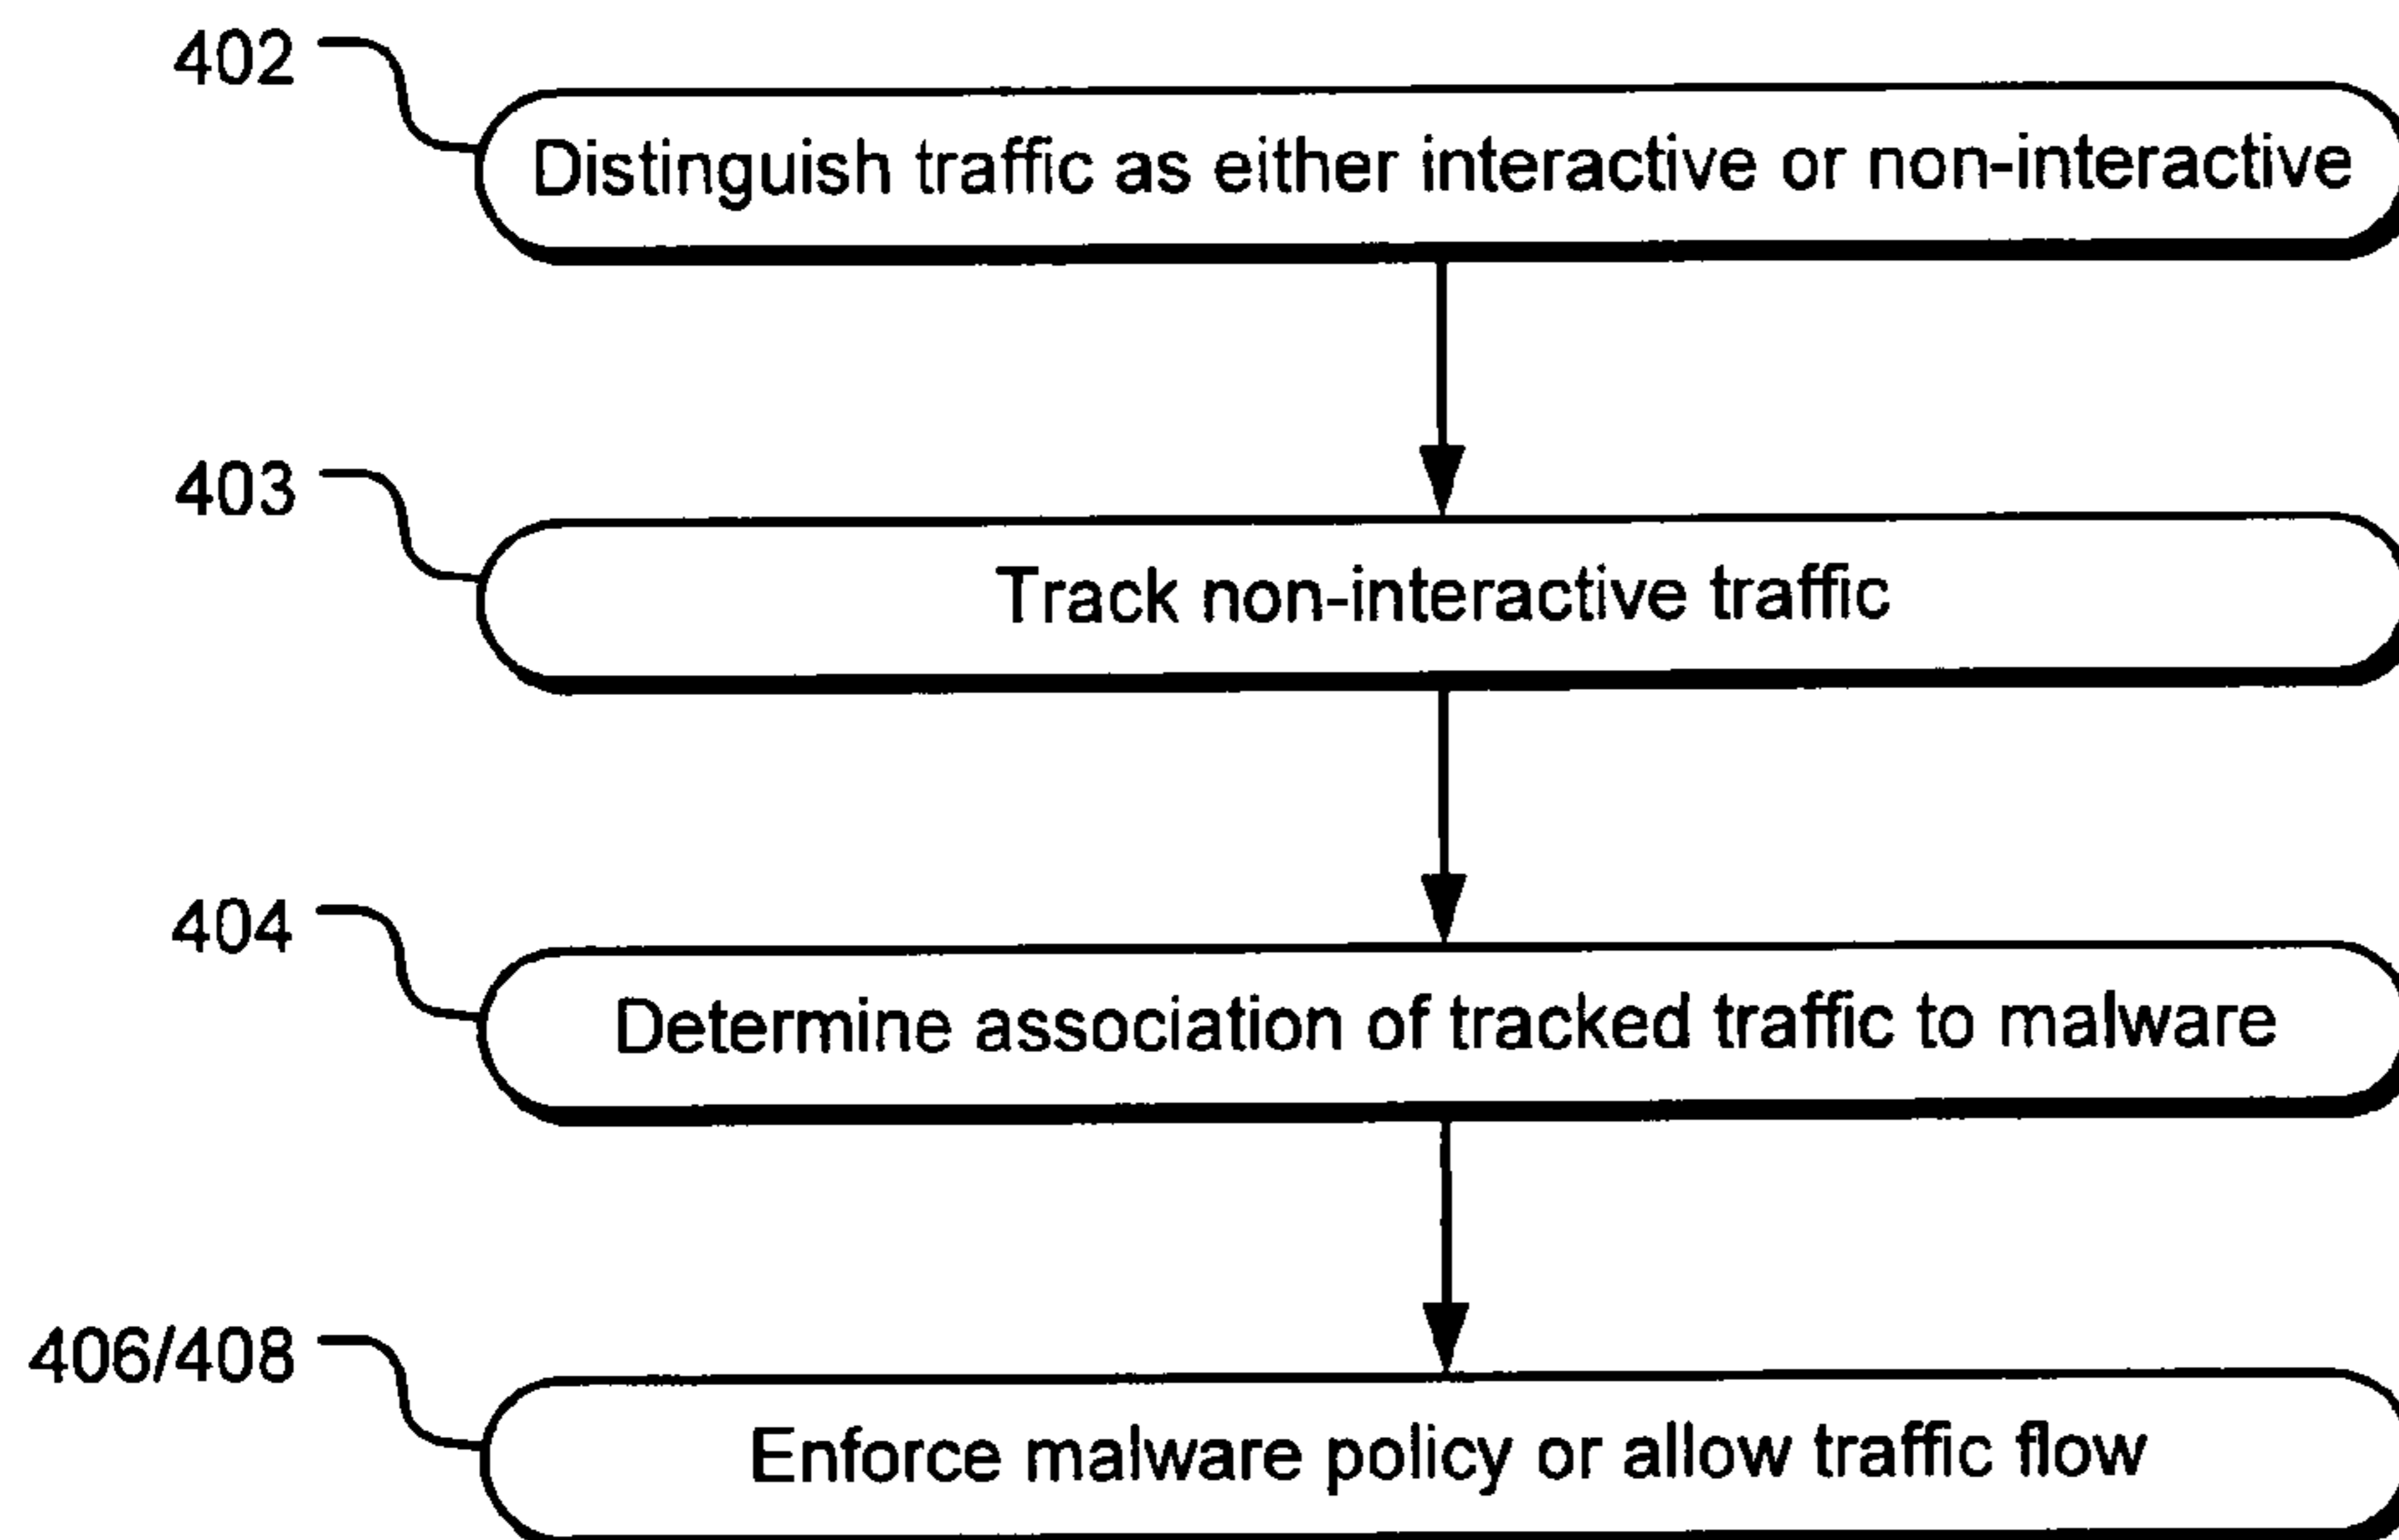 402
Distinguish traffic as either interactive or non-interactive
403
Track non-interactive traffic
404
Determine association of tracked traffic to malware
406/408
Enforce malware policy or allow traffic flow